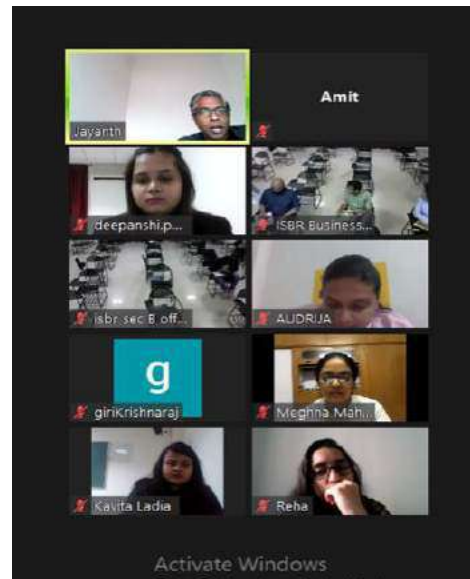 Jayanth
Amit
deepanshi.p...
ISBR Business...
isbr sec B off...
AUDRIJA
g
giriKrishnaraj
Meghna Mah...
Kavita Ladia
Reha
Activate Windows